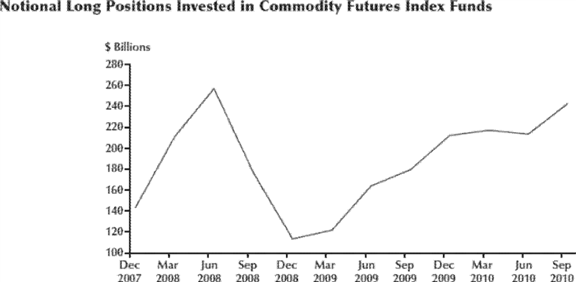 Notional Long Positions Invested in Commodity Futures Index Funds
$ Billions
280
260
240
220
200
180
160
140
120
100
Dec Mar Jun Sep Dec Mar Jun Sep Dec Mar Jun Sep
2007 2008 2008 2008 2008 2009 2009 2009 2009 2010 2010 2010